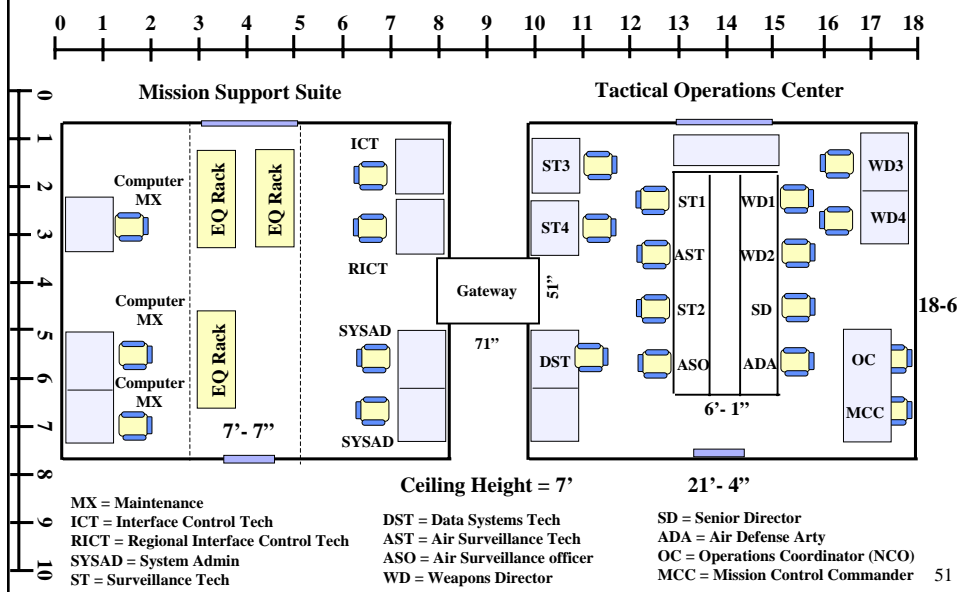 0 1 2 3 4 5 6 7 8 9 10 11 12 13 14 15 16 17 18
0
1
2
3
4
5
6
7
8
9
10
Mission Support Suite
Computer
MX
Computer
MX
Computer
MX
EQ Rack
EQ Rack
EQ Rack
7’- 7”
ICT
RICT
SYSAD
SYSAD
Gateway
51”
71”
Tactical Operations Center
ST3
ST4
DST
ST1
AST
ST2
ASO
WD1
WD2
SD
ADA
WD3
WD4
OC
MCC
6’- 1”
18-6
Ceiling Height = 7’
21’- 4”
MX = Maintenance
ICT = Interface Control Tech
RICT = Regional Interface Control Tech
SYSAD = System Admin
ST = Surveillance Tech
DST = Data Systems Tech
AST = Air Surveillance Tech
ASO = Air Surveillance officer
WD = Weapons Director
SD = Senior Director
ADA = Air Defense Arty
OC = Operations Coordinator (NCO)
MCC = Mission Control Commander
51